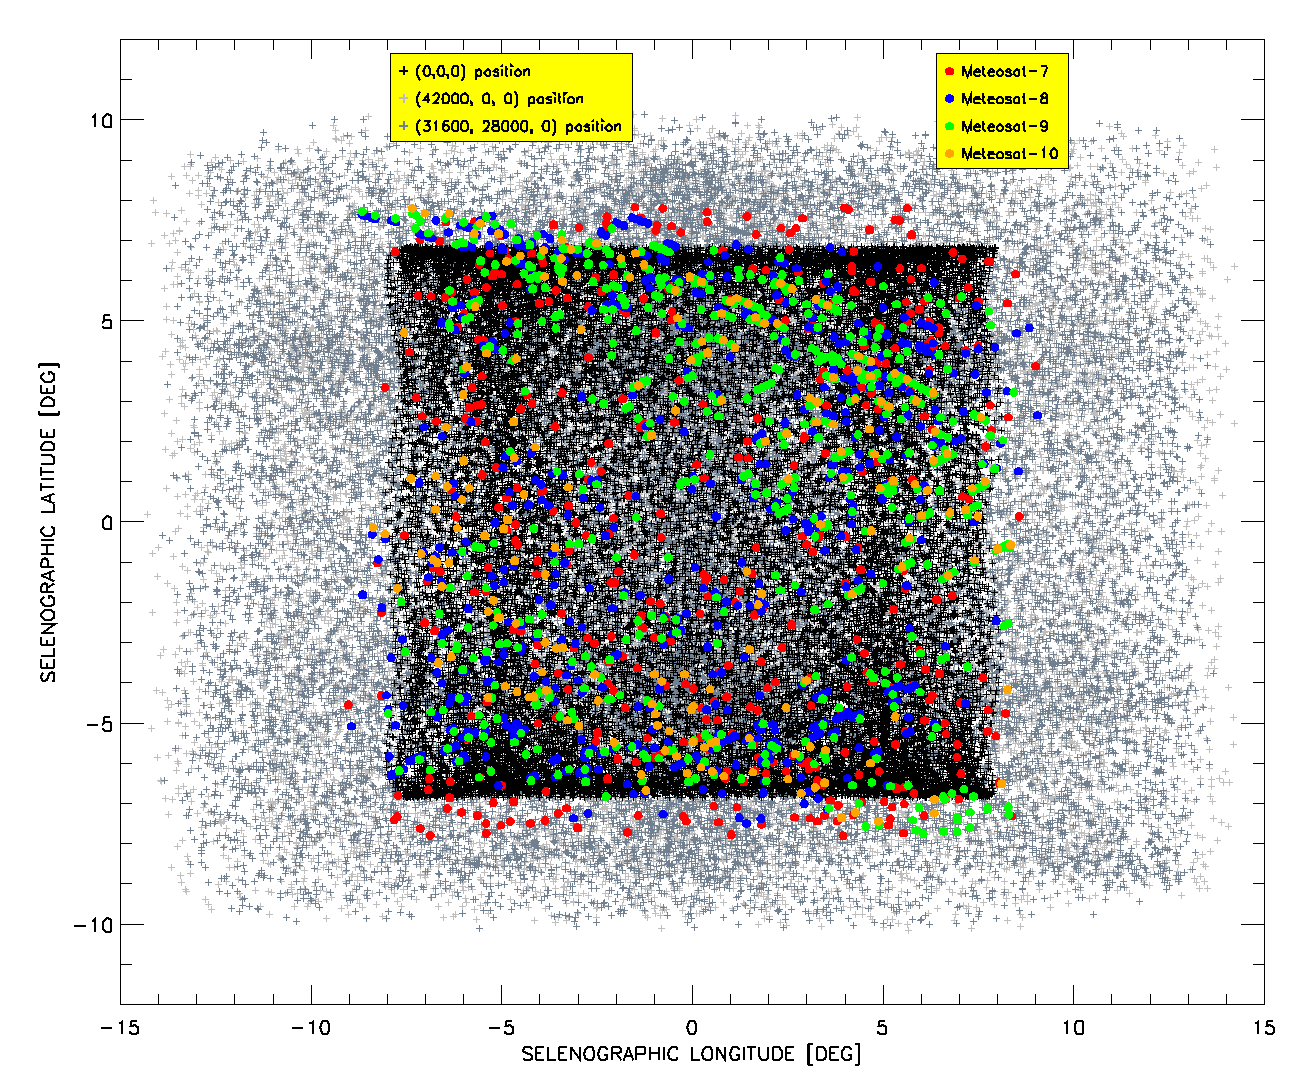 + (0,0,0) position
+ (42000, 0, 0) position
+ (31600, 28000, 0) position
Meteosat-7
Meteosat-8
Meteosat-9
Meteosat-10
10
5
0
-5
-10
SELENOGRAPHIC LATITUDE [DEG]
-15 -10 -5 0 5 10 15
SELENOGRAPHIC LONGITUDE [DEG]